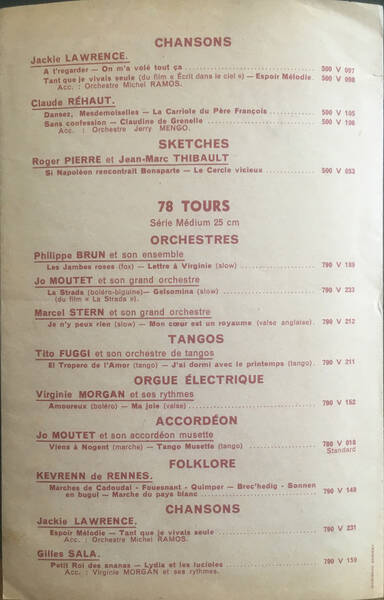 CHANSONS
Jackie LAWRENCE.
A t'regarder — On m'a volé tout ça ........ 500 V 097
Tant que je vivais seule (du film « Écrit dans le ciel ») — Espoir Mélodie. 500 V 098
Acc. : Orchestre Michel RAMOS.
Claude RÉHAUT.
Dansez, Mesdemoiselles — La Carriole du Père François ........ 500 V 105
Sans confession — Claudine de Grenelle ........ 500 V 106
Acc. : Orchestre Jerry MENGO.
SKETCHES
Roger PIERRE et Jean-Marc THIBAULT
Si Napoléon rencontrait Bonaparte — Le Cercle vicieux ........ 500 V 053
78 TOURS
Série Médium 25 cm
ORCHESTRES
Philippe BRUN et son ensemble
Les Jambes roses (fox) — Lettre à Virginie (slow) ........ 790 V 189
Jo MOUTET et son grand orchestre
La Strada (boléro-biguine)— Gelsomina (slow) ........ 790 V 233
(du film « La Strada »).
Marcel STERN et son grand orchestre
Je n'y peux rien (slow) — Mon cœur est un royaume (valse anglaise). 790 V 212
TANGOS
Tito FUGGI et son orchestre de tangos
El Tropero de l'Amor (tango) — J'ai dormi avec le printemps (tango). 790 V 211
ORGUE ÉLECTRIQUE
Virginie MORGAN et ses rythmes
Amoureux (boléro) — Ma joie (valse) ........ 790 V 152
ACCORDÉON
Jo MOUTET et son accordéon musette
Viens à Nogent (marche) — Tango Musette (tango) ........ 780 V 018
Standard
FOLKLORE
KEVRENN de RENNES.
Marches de Cadoudal - Fouesnant - Quimper — Brec'hedig - Sonnen
en bugul — Marche du pays blanc ........ 790 V 149
CHANSONS
Jackie LAWRENCE.
Espoir Mélodie — Tant que je vivais seule ........ 790 V 231
Acc. : Orchestre Michel RAMOS.
Gilles SALA.
Petit Roi des ananas — Lydia et les lucioles ........ 790 V 159
Acc. : Virginie MORGAN et ses rythmes.